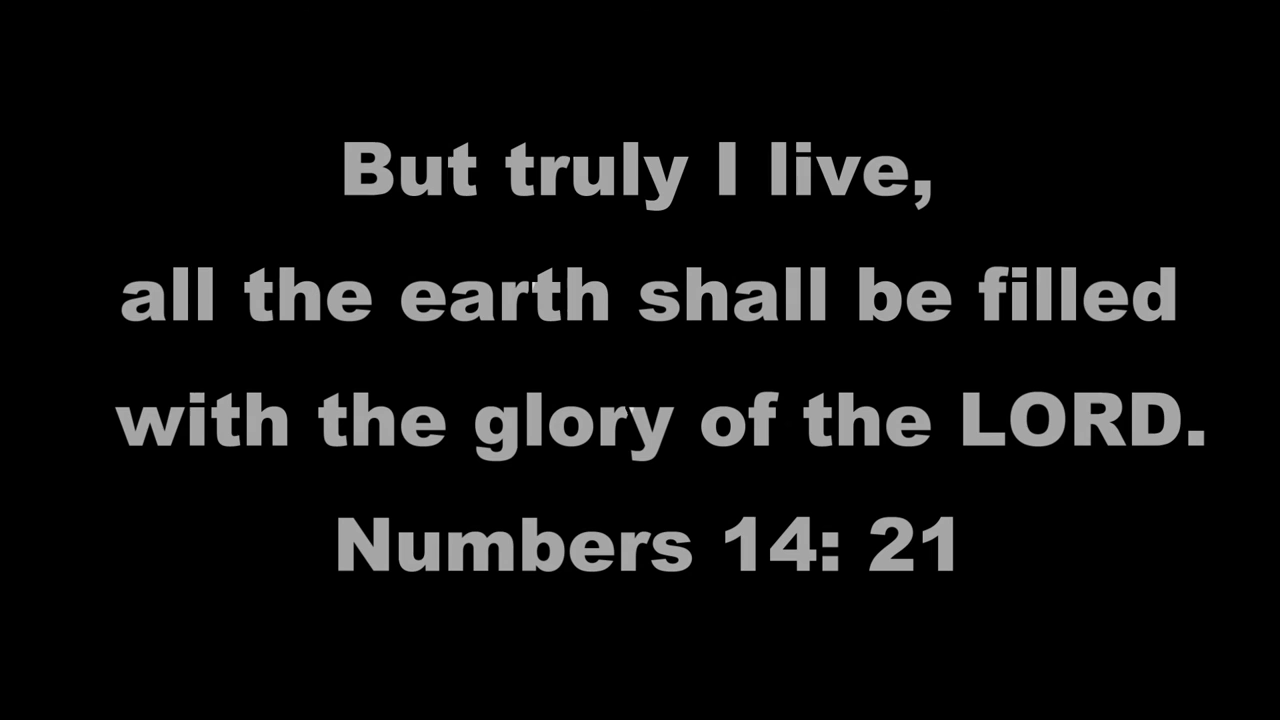 But truly I live,
all the earth shall be filled
with the glory of the LORD.
Numbers 14: 21